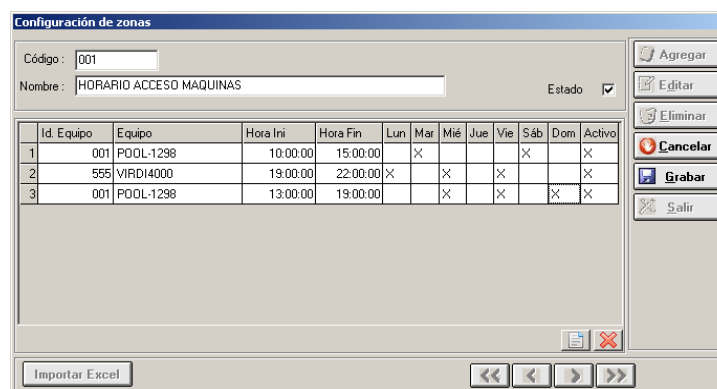 Configuración de zonas
Código : 001
Nombre : HORARIO ACCESO MAQUINAS
Estado
Id. Equipo Equipo Hora Ini Hora Fin Lun Mar Mié Jue Vie Sáb Dom Activo
1 001 POOL-1298 10:00:00 15:00:00 X X X
2 555 VIRDI4000 19:00:00 22:00:00 X X X X
3 001 POOL-1298 13:00:00 19:00:00 X X X X
Agregar
Editar
Eliminar
Cancelar
Grabar
Salir
Importar Excel